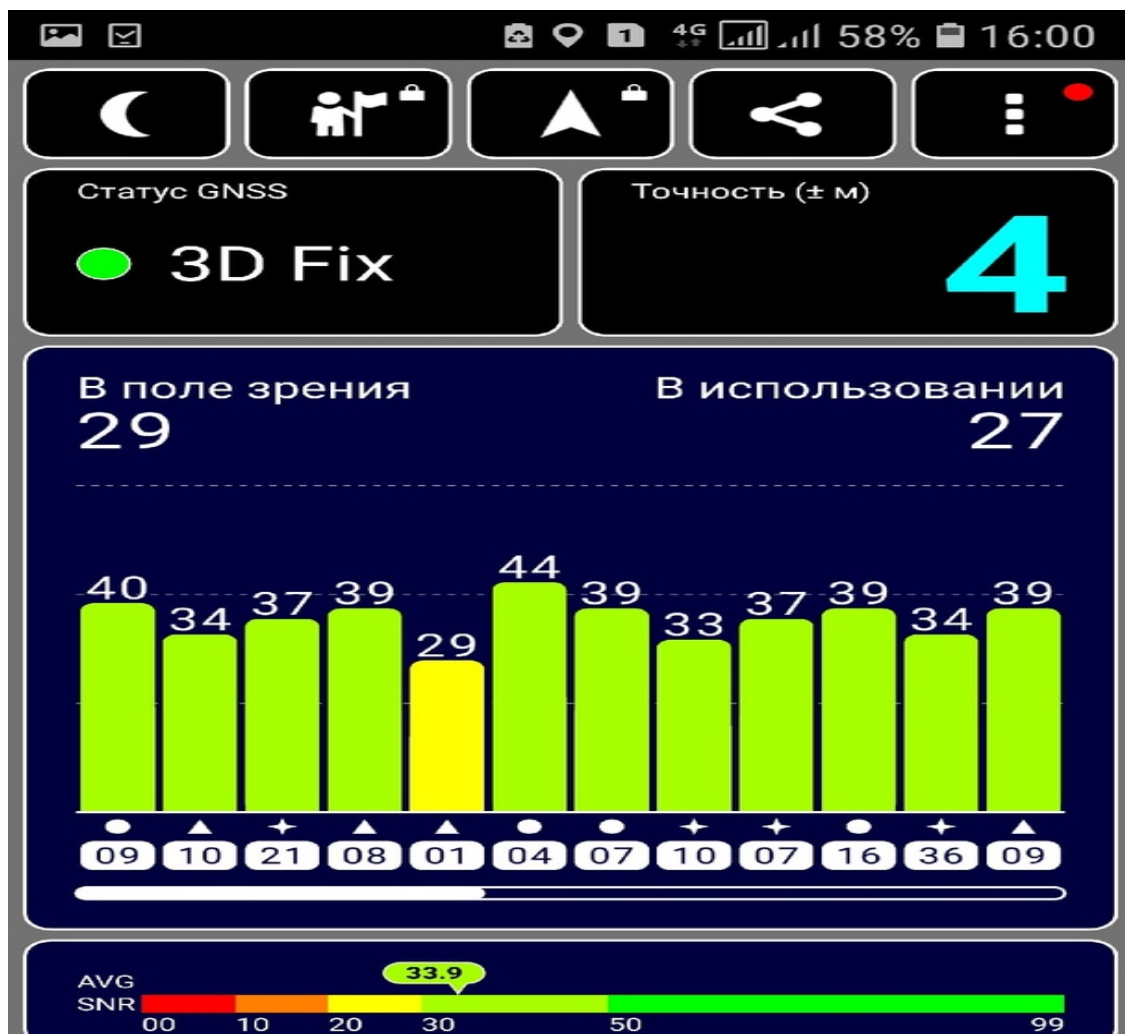 1 4G 58% 16:00
Статус GNSS
3D Fix
Точность (± м)
4
В поле зрения В использовании
29 27
40 34 37 39 29 44 39 33 37 39 34 39
09 10 21 08 01 04 07 10 07 16 36 09
AVG
SNR
33.9
00 10 20 30 50 99